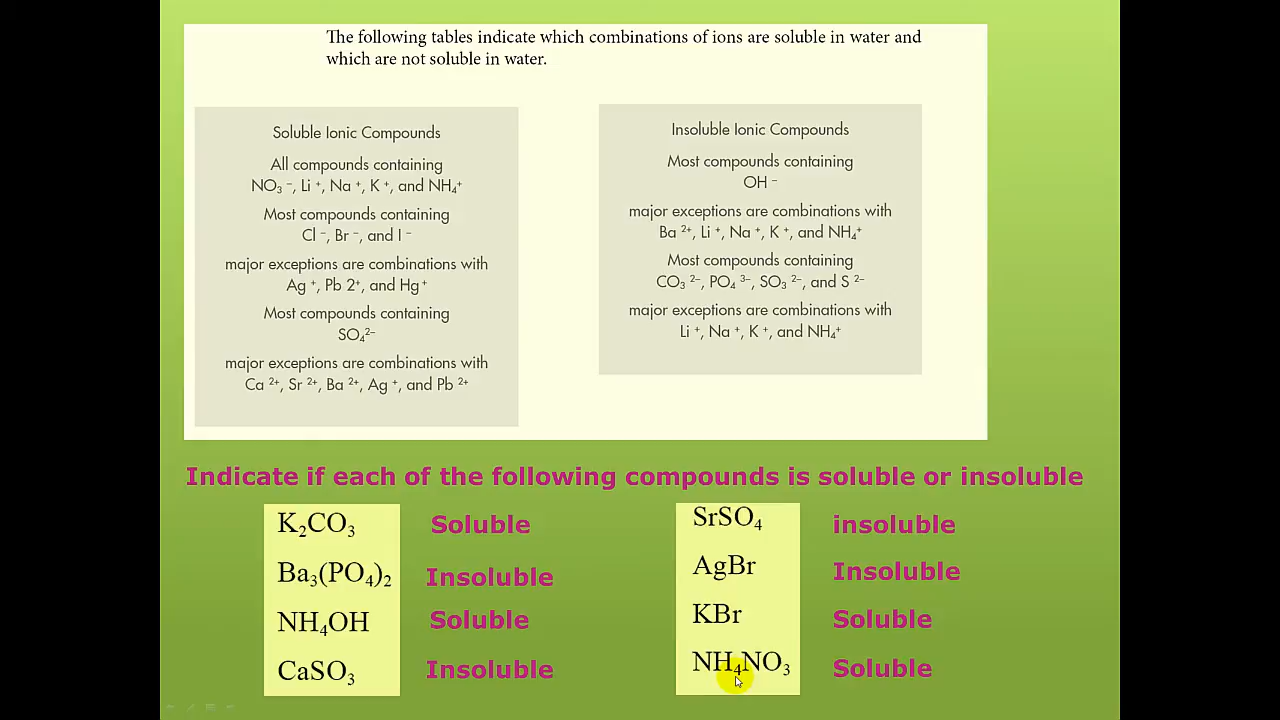 The following tables indicate which combinations of ions are soluble in water and
which are not soluble in water.
Soluble Ionic Compounds
All compounds containing
NO₃ ⁻, Li ⁺, Na ⁺, K ⁺, and NH₄⁺
Most compounds containing
Cl ⁻, Br ⁻, and I ⁻
major exceptions are combinations with
Ag ⁺, Pb 2⁺, and Hg ⁺
Most compounds containing
SO₄²⁻
major exceptions are combinations with
Ca ²⁺, Sr ²⁺, Ba ²⁺, Ag ⁺, and Pb ²⁺
Insoluble Ionic Compounds
Most compounds containing
OH ⁻
major exceptions are combinations with
Ba ²⁺, Li ⁺, Na ⁺, K ⁺, and NH₄⁺
Most compounds containing
CO₃ ²⁻, PO₄ ³⁻, SO₃ ²⁻, and S ²⁻
major exceptions are combinations with
Li ⁺, Na ⁺, K ⁺, and NH₄⁺
Indicate if each of the following compounds is soluble or insoluble
K₂CO₃ Soluble
Ba₃(PO₄)₂ Insoluble
NH₄OH Soluble
CaSO₃ Insoluble
SrSO₄ insoluble
AgBr Insoluble
KBr Soluble
NH₄NO₃ Soluble